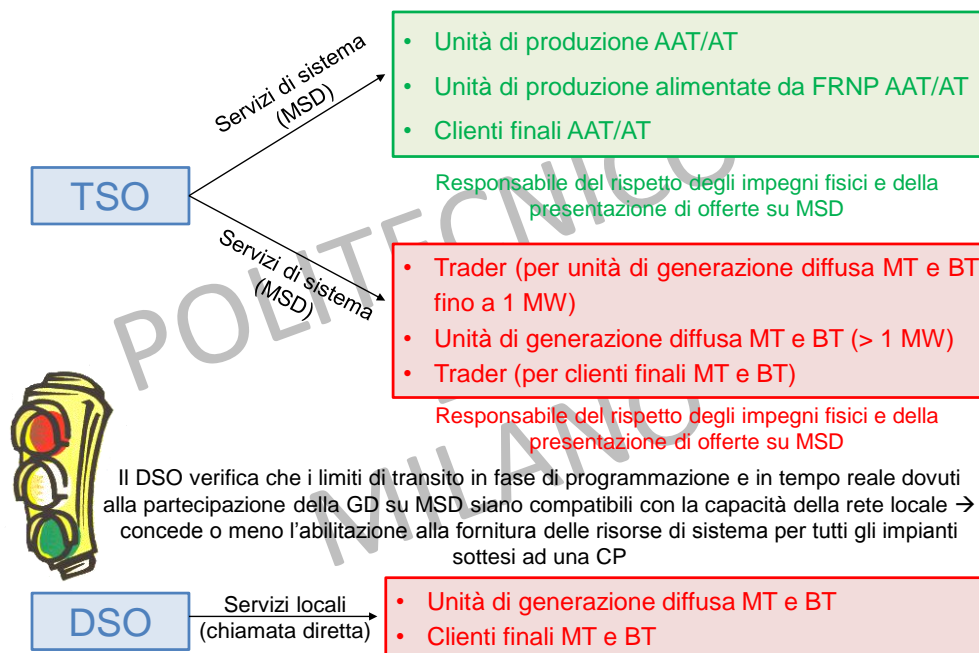 Servizi di sistema
(MSD)
• Unità di produzione AAT/AT
• Unità di produzione alimentate da FRNP AAT/AT
• Clienti finali AAT/AT
TSO
Responsabile del rispetto degli impegni fisici e della
presentazione di offerte su MSD
Servizi di sistema
(MSD)
• Trader (per unità di generazione diffusa MT e BT
fino a 1 MW)
• Unità di generazione diffusa MT e BT (> 1 MW)
• Trader (per clienti finali MT e BT)
Responsabile del rispetto degli impegni fisici e della
presentazione di offerte su MSD
POLITECNICO
MILANO
Il DSO verifica che i limiti di transito in fase di programmazione e in tempo reale dovuti
alla partecipazione della GD su MSD siano compatibili con la capacità della rete locale →
concede o meno l'abilitazione alla fornitura delle risorse di sistema per tutti gli impianti
sottesi ad una CP
DSO
Servizi locali
(chiamata diretta)
• Unità di generazione diffusa MT e BT
• Clienti finali MT e BT